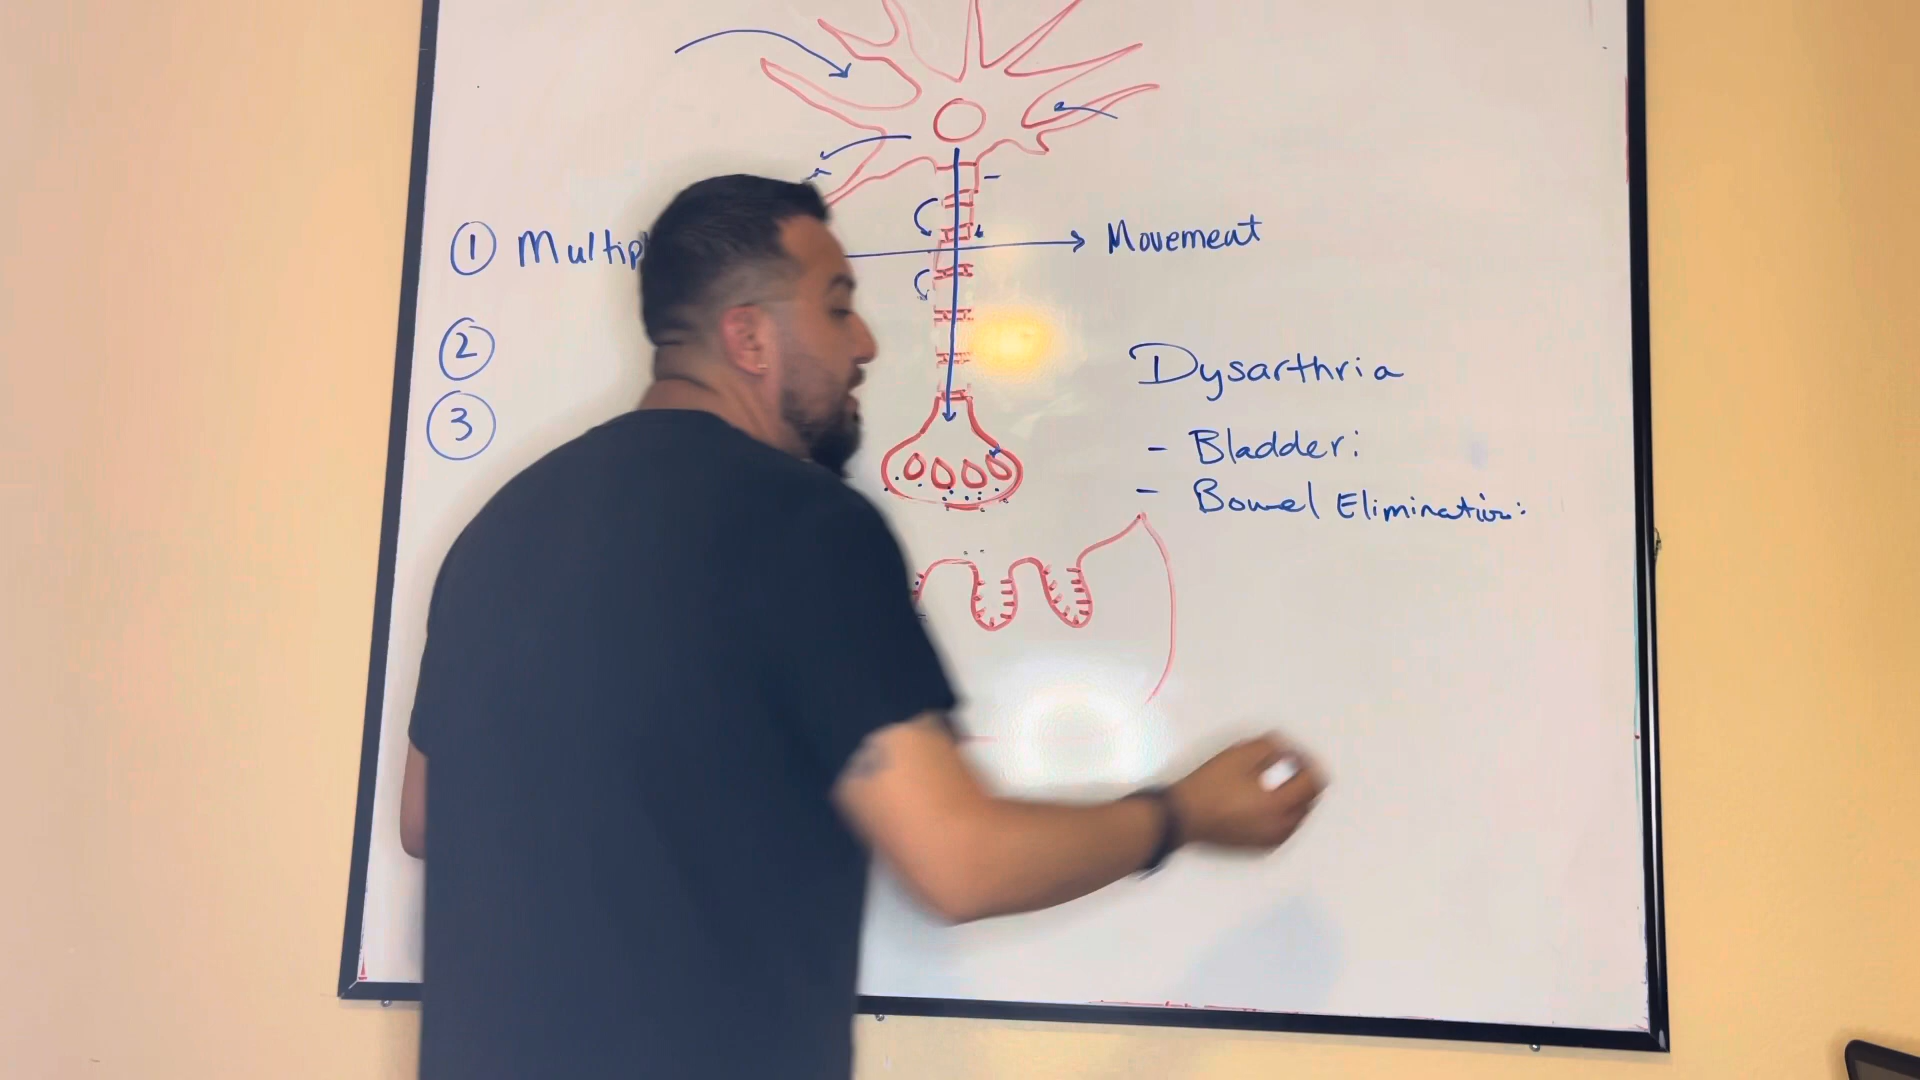 ① Multip
Movement
②
③
Dysarthria
- Bladder:
- Bowel Elimination: